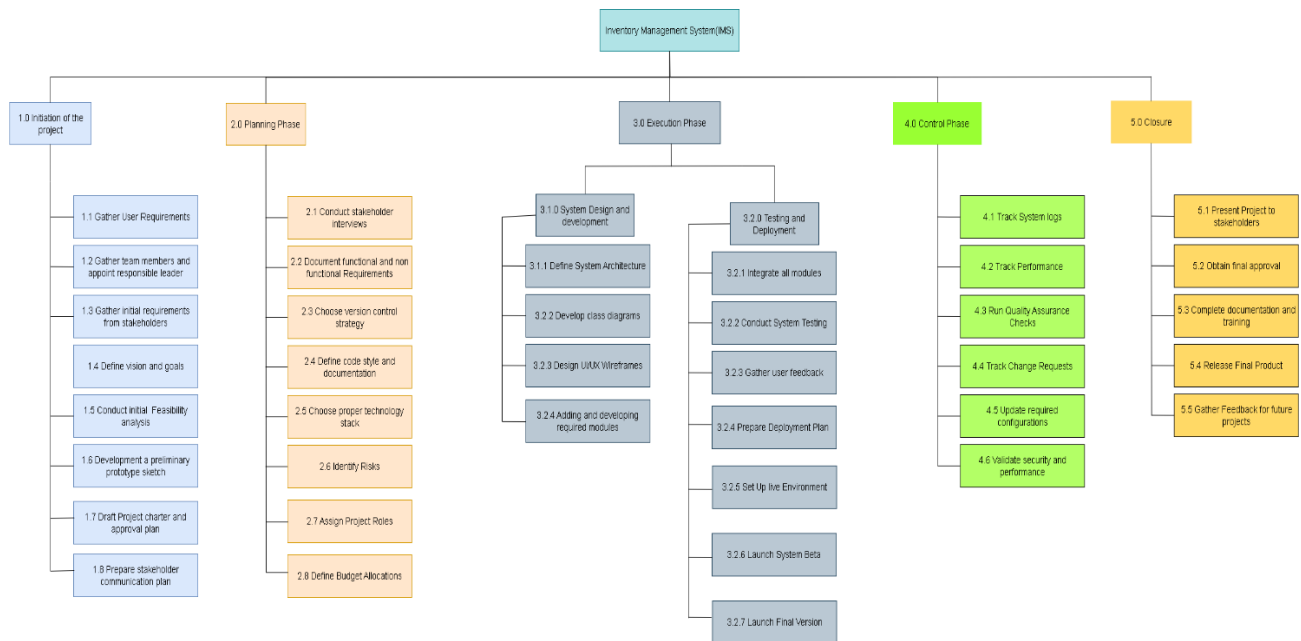 Inventory Management System(IMS)
1.0 Initiation of the
project
1.1 Gather User Requirements
1.2 Gather team members and
appoint responsible leader
1.3 Gather initial requirements
from stakeholders
1.4 Define vision and goals
1.5 Conduct initial Feasibility
analysis
1.6 Development a preliminary
prototype sketch
1.7 Draft Project charter and
approval plan
1.8 Prepare stakeholder
communication plan
2.0 Planning Phase
2.1 Conduct stakeholder
interviews
2.2 Document functional and non
functional Requirements
2.3 Choose version control
strategy
2.4 Define code style and
documentation
2.5 Choose proper technology
stack
2.6 Identify Risks
2.7 Assign Project Roles
2.8 Define Budget Allocations
3.0 Execution Phase
3.1.0 System Design and
development
3.1.1 Define System Architecture
3.2.2 Develop class diagrams
3.2.3 Design UI/UX Wireframes
3.2.4 Adding and developing
required modules
3.2.0 Testing and
Deployment
3.2.1 Integrate all modules
3.2.2 Conduct System Testing
3.2.3 Gather user feedback
3.2.4 Prepare Deployment Plan
3.2.5 Set Up live Environment
3.2.6 Launch System Beta
3.2.7 Launch Final Version
4.0 Control Phase
4.1 Track System logs
4.2 Track Performance
4.3 Run Quality Assurance
Checks
4.4 Track Change Requests
4.5 Update required
configurations
4.6 Validate security and
performance
5.0 Closure
5.1 Present Project to
stakeholders
5.2 Obtain final approval
5.3 Complete documentation and
training
5.4 Release Final Product
5.5 Gather Feedback for future
projects